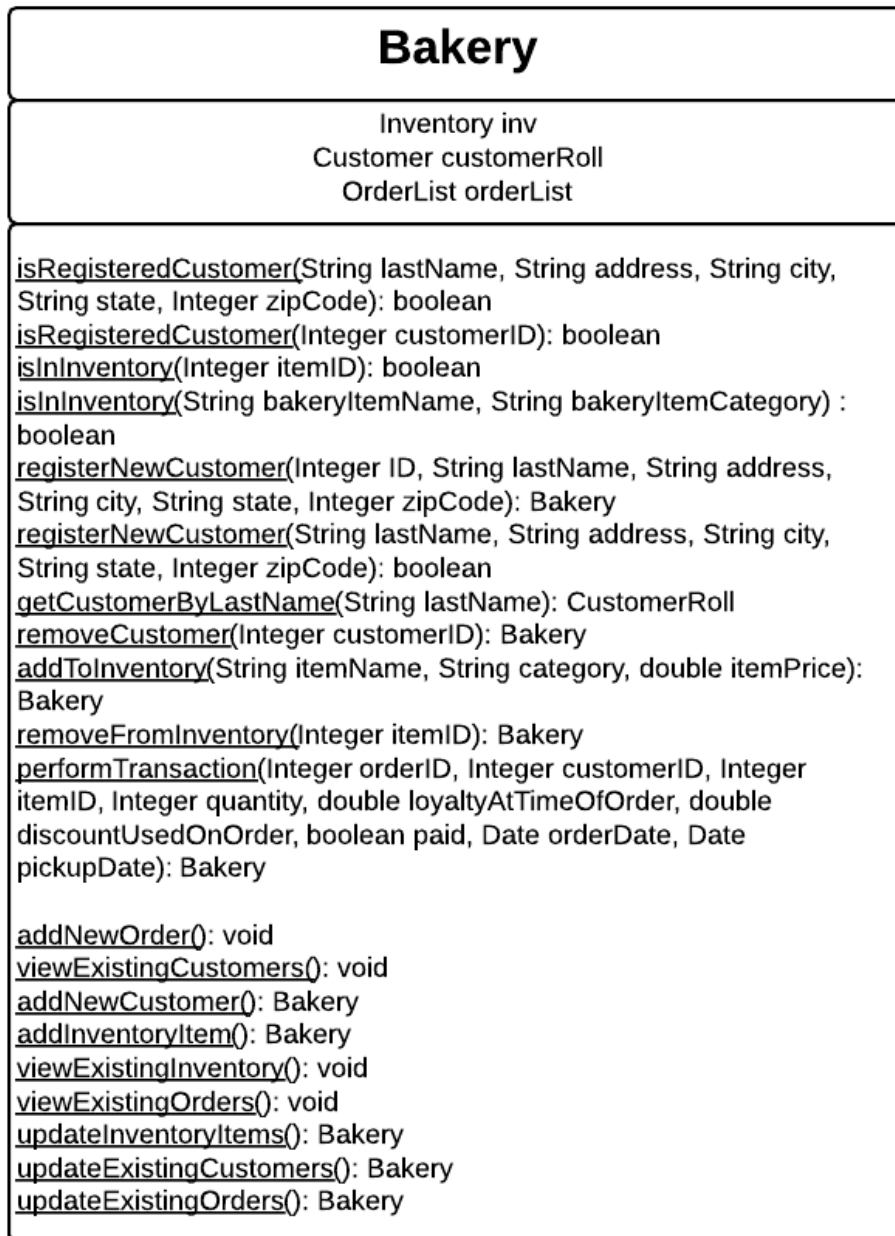 Bakery
Inventory inv
Customer customerRoll
OrderList orderList
isRegisteredCustomer(String lastName, String address, String city,
String state, Integer zipCode): boolean
isRegisteredCustomer(Integer customerID): boolean
isInInventory(Integer itemID): boolean
isInInventory(String bakeryItemName, String bakeryItemCategory) :
boolean
registerNewCustomer(Integer ID, String lastName, String address,
String city, String state, Integer zipCode): Bakery
registerNewCustomer(String lastName, String address, String city,
String state, Integer zipCode): boolean
getCustomerByLastName(String lastName): CustomerRoll
removeCustomer(Integer customerID): Bakery
addToInventory(String itemName, String category, double itemPrice):
Bakery
removeFromInventory(Integer itemID): Bakery
performTransaction(Integer orderID, Integer customerID, Integer
itemID, Integer quantity, double loyaltyAtTimeOfOrder, double
discountUsedOnOrder, boolean paid, Date orderDate, Date
pickupDate): Bakery
addNewOrder(): void
viewExistingCustomers(): void
addNewCustomer(): Bakery
addInventoryItem(): Bakery
viewExistingInventory(): void
viewExistingOrders(): void
updateInventoryItems(): Bakery
updateExistingCustomers(): Bakery
updateExistingOrders(): Bakery